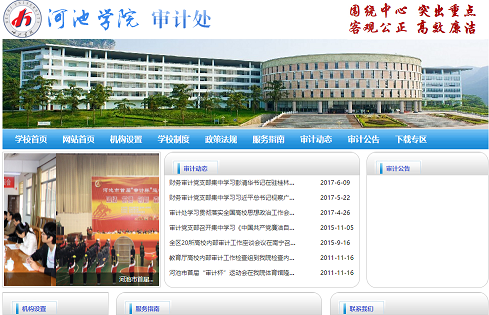 河池学院 审计处
围绕中心 突出重点
客观公正 高效廉洁
学校首页 网站首页 机构设置 学校制度 政策法规 服务指南 审计动态 审计公告 下载专区
审计动态
财务审计党支部集中学习彭清华书记在驻桂林... 2017-6-09
财务审计党支部集中学习习近平总书记视察广... 2017-5-22
审计处学习贯彻落实全国高校思想政治工作会... 2017-4-26
审计党支部召开集中学习《中国共产党廉洁自... 2015-11-05
全区20所高校内部审计工作座谈会议在南宁召... 2015-9-16
教育厅高校内部审计工作检查组到我院检查内... 2011-11-16
河池市首届“审计杯”运动会在我院体育馆隆... 2011-11-16
审计公告
河池市首届...
机构设置
服务指南
联系我们